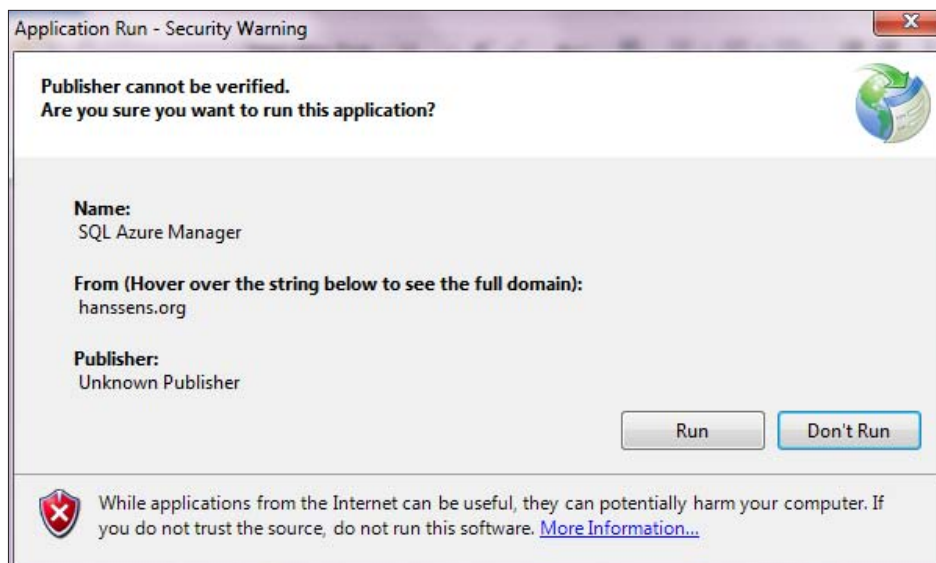 Application Run - Security Warning
Publisher cannot be verified.
Are you sure you want to run this application?
Name:
SQL Azure Manager
From (Hover over the string below to see the full domain):
hanssens.org
Publisher:
Unknown Publisher
Run
Don't Run
While applications from the Internet can be useful, they can potentially harm your computer. If
you do not trust the source, do not run this software. More Information...